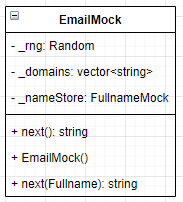 EmailMock
- _rng: Random
- _domains: vector<string>
- _nameStore: FullnameMock
+ next(): string
+ EmailMock()
+ next(Fullname): string